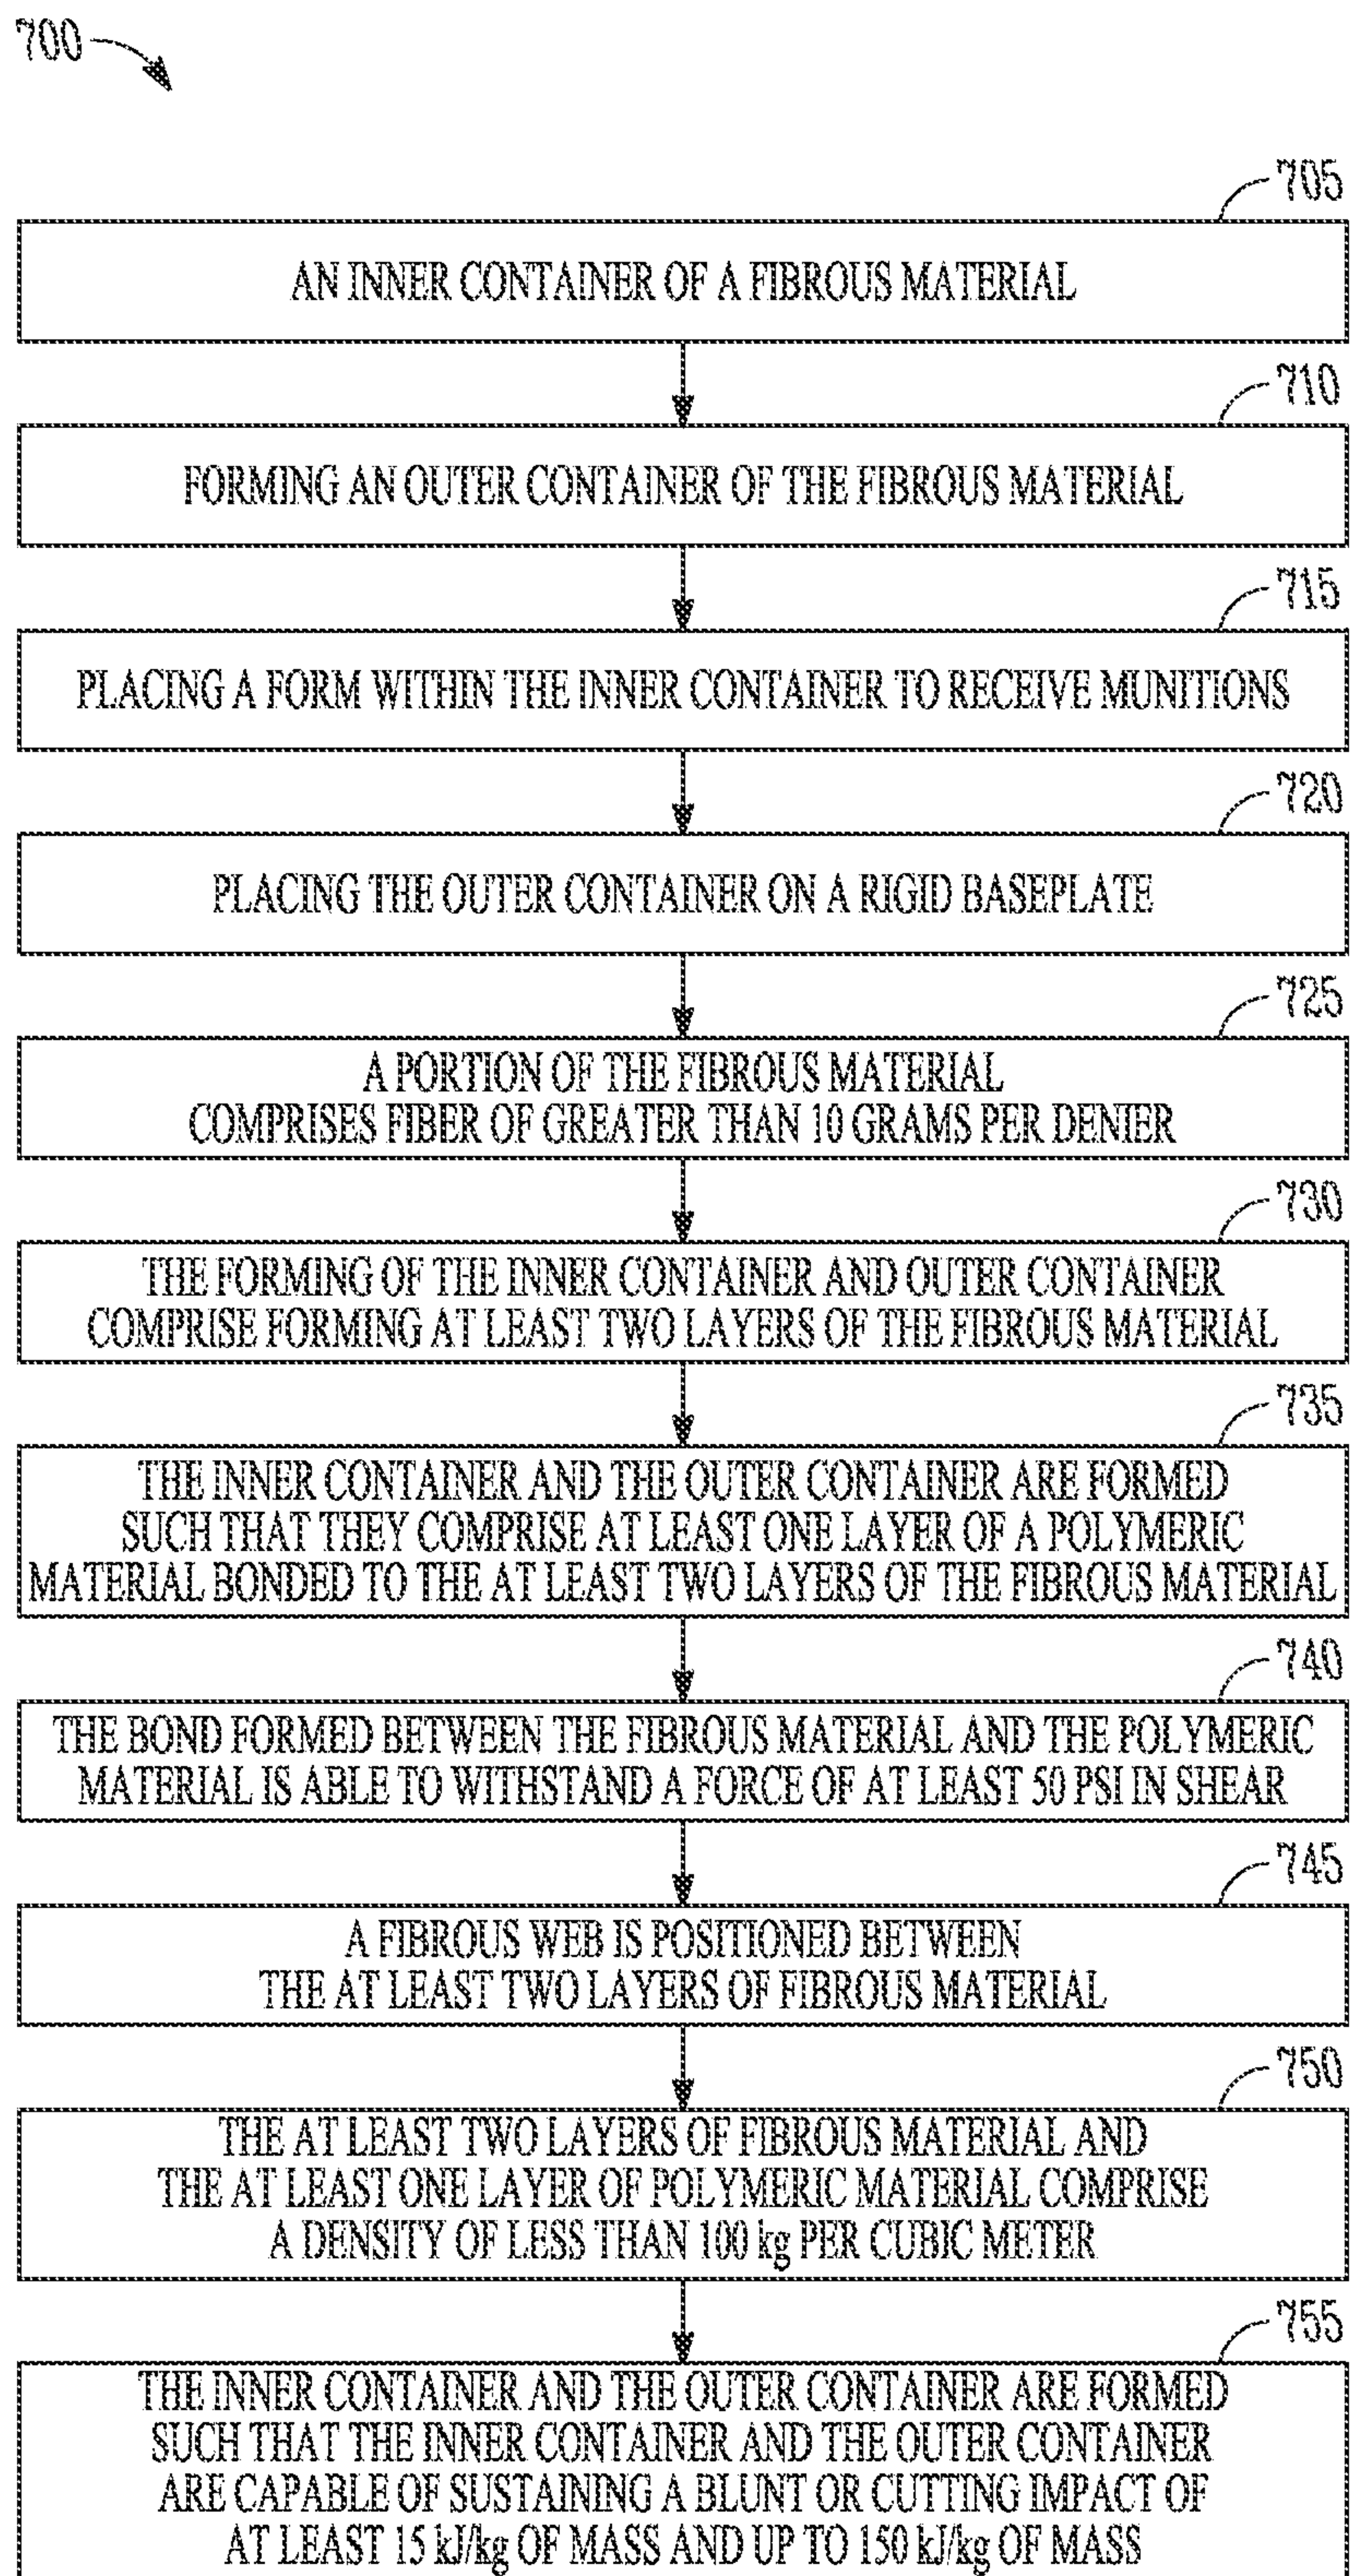 700
705
AN INNER CONTAINER OF A FIBROUS MATERIAL
710
FORMING AN OUTER CONTAINER OF THE FIBROUS MATERIAL
715
PLACING A FORM WITHIN THE INNER CONTAINER TO RECEIVE MUNITIONS
720
PLACING THE OUTER CONTAINER ON A RIGID BASEPLATE
725
A PORTION OF THE FIBROUS MATERIAL
COMPRISES FIBER OF GREATER THAN 10 GRAMS PER DENIER
730
THE FORMING OF THE INNER CONTAINER AND OUTER CONTAINER
COMPRISE FORMING AT LEAST TWO LAYERS OF THE FIBROUS MATERIAL
735
THE INNER CONTAINER AND THE OUTER CONTAINER ARE FORMED
SUCH THAT THEY COMPRISE AT LEAST ONE LAYER OF A POLYMERIC
MATERIAL BONDED TO THE AT LEAST TWO LAYERS OF THE FIBROUS MATERIAL
740
THE BOND FORMED BETWEEN THE FIBROUS MATERIAL AND THE POLYMERIC
MATERIAL IS ABLE TO WITHSTAND A FORCE OF AT LEAST 50 PSI IN SHEAR
745
A FIBROUS WEB IS POSITIONED BETWEEN
THE AT LEAST TWO LAYERS OF FIBROUS MATERIAL
750
THE AT LEAST TWO LAYERS OF FIBROUS MATERIAL AND
THE AT LEAST ONE LAYER OF POLYMERIC MATERIAL COMPRISE
A DENSITY OF LESS THAN 100 kg PER CUBIC METER
755
THE INNER CONTAINER AND THE OUTER CONTAINER ARE FORMED
SUCH THAT THE INNER CONTAINER AND THE OUTER CONTAINER
ARE CAPABLE OF SUSTAINING A BLUNT OR CUTTING IMPACT OF
AT LEAST 15 kJ/kg OF MASS AND UP TO 150 kJ/kg OF MASS